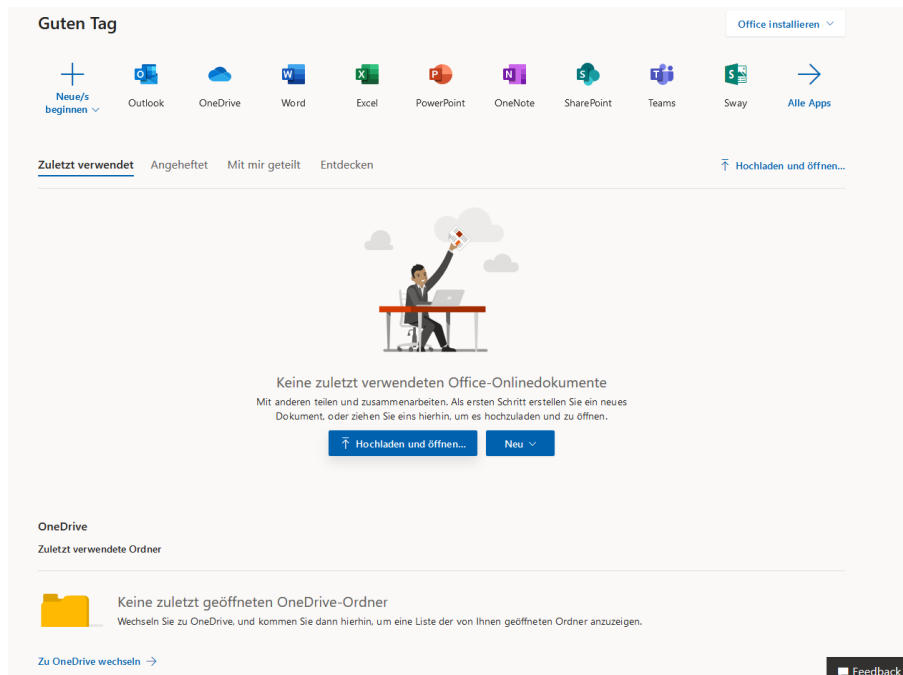 Guten Tag
Office installieren
Neue/s
beginnen
Outlook
OneDrive
Word
Excel
PowerPoint
OneNote
SharePoint
Teams
Sway
Alle Apps
Zuletzt verwendet Angeheftet Mit mir geteilt Entdecken
Hochladen und öffnen...
Keine zuletzt verwendeten Office-Onlinedokumente
Mit anderen teilen und zusammenarbeiten. Als ersten Schritt erstellen Sie ein neues
Dokument, oder ziehen Sie eins hierhin, um es hochzuladen und zu öffnen.
Hochladen und öffnen...
Neu
OneDrive
Zuletzt verwendete Ordner
Keine zuletzt geöffneten OneDrive-Ordner
Wechseln Sie zu OneDrive, und kommen Sie dann hierhin, um eine Liste der von Ihnen geöffneten Ordner anzuzeigen.
Zu OneDrive wechseln
Feedback